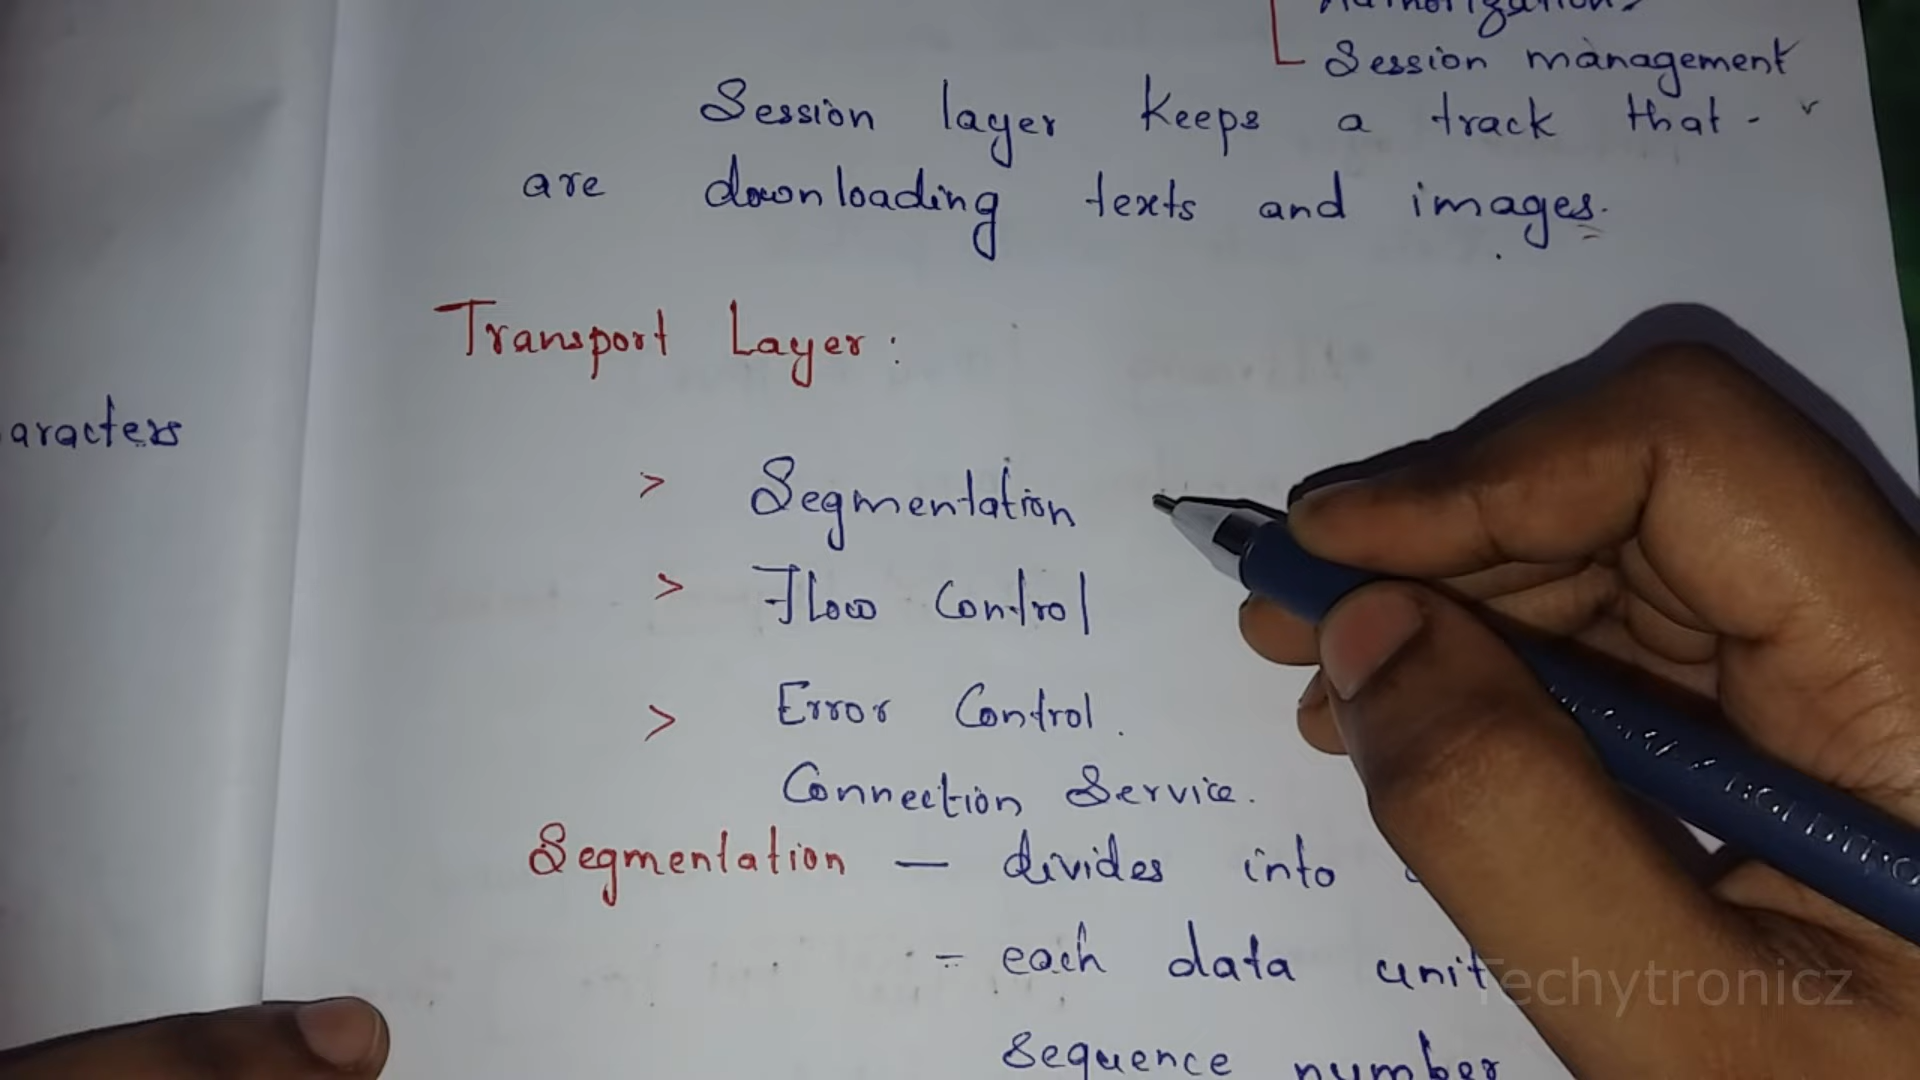 Session management
Session layer keeps a track that -
are downloading texts and images.
Transport Layer:
aracters
> Segmentation
> Flow Control
> Error Control.
Connection Service.
Segmentation — divides into
- each data unit
Techytronicz
Sequence number